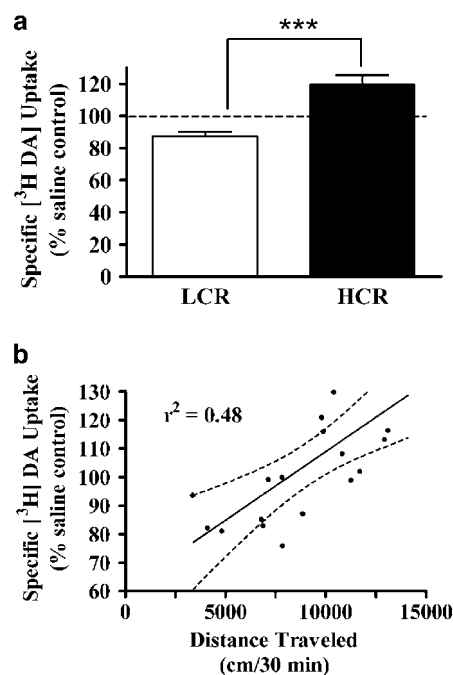 a
***
Specific [³H DA] Uptake
(% saline control)
120
100
80
60
40
20
0
LCR
HCR
b
r² = 0.48
Specific [³H] DA Uptake
(% saline control)
130
120
110
100
90
80
70
60
0
5000
10000
15000
Distance Traveled
(cm/30 min)